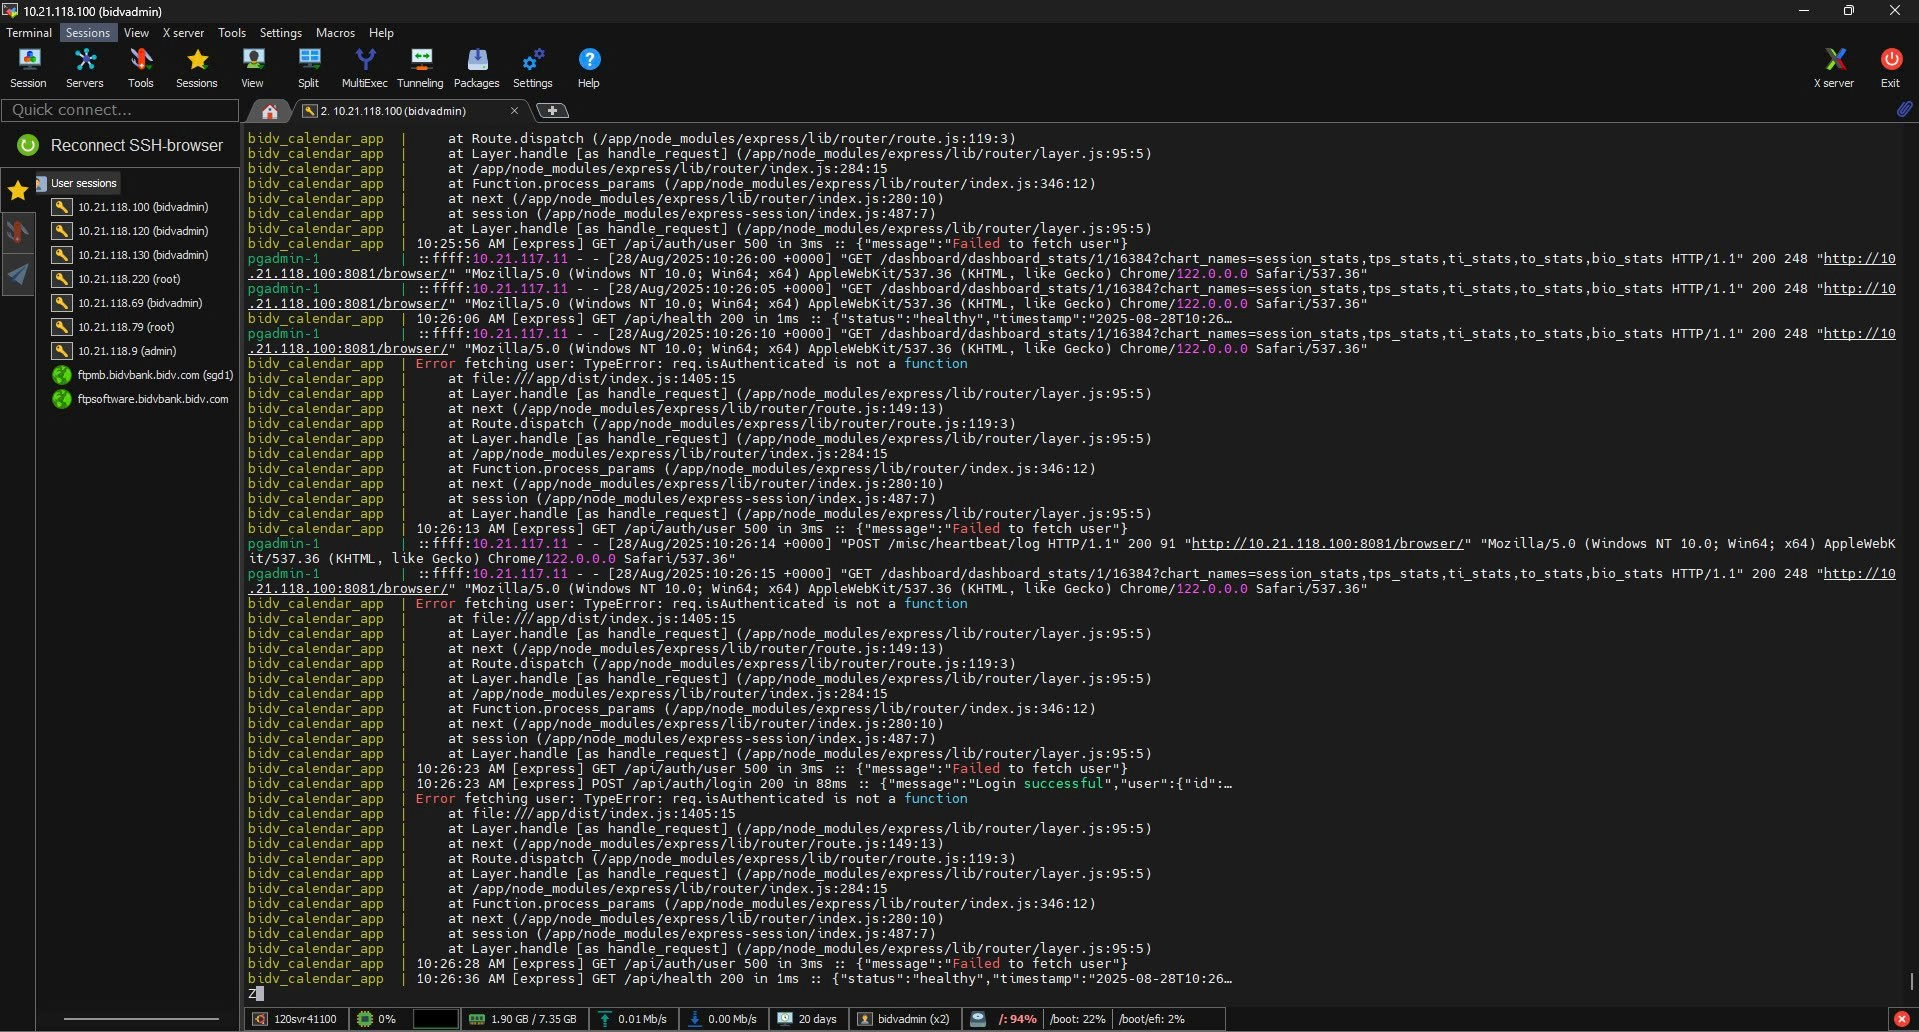 10.21.118.100 (bidvadmin)
Terminal Sessions View X server Tools Settings Macros Help
Session Servers Tools Sessions View Split MultiExec Tunneling Packages Settings Help X server Exit
Quick connect...
2. 10.21.118.100 (bidvadmin)
Reconnect SSH-browser
User sessions
10.21.118.100 (bidvadmin)
10.21.118.120 (bidvadmin)
10.21.118.130 (bidvadmin)
10.21.118.220 (root)
10.21.118.69 (bidvadmin)
10.21.118.79 (root)
10.21.118.9 (admin)
ftpmb.bidvbank.bidv.com (sgd1)
ftpsoftware.bidvbank.bidv.com
bidv_calendar_app | at Route.dispatch (/app/node_modules/express/lib/router/route.js:119:3)
bidv_calendar_app | at Layer.handle [as handle_request] (/app/node_modules/express/lib/router/layer.js:95:5)
bidv_calendar_app | at /app/node_modules/express/lib/router/index.js:284:15
bidv_calendar_app | at Function.process_params (/app/node_modules/express/lib/router/index.js:346:12)
bidv_calendar_app | at next (/app/node_modules/express/lib/router/index.js:280:10)
bidv_calendar_app | at session (/app/node_modules/express-session/index.js:487:7)
bidv_calendar_app | at Layer.handle [as handle_request] (/app/node_modules/express/lib/router/layer.js:95:5)
bidv_calendar_app | 10:25:56 AM [express] GET /api/auth/user 500 in 3ms :: {"message":"Failed to fetch user"}
pgadmin-1 | ::ffff:10.21.117.11 - - [28/Aug/2025:10:26:00 +0000] "GET /dashboard/dashboard_stats/1/16384?chart_names=session_stats,tps_stats,ti_stats,to_stats,bio_stats HTTP/1.1" 200 248 "http://10
.21.118.100:8081/browser/" "Mozilla/5.0 (Windows NT 10.0; Win64; x64) AppleWebKit/537.36 (KHTML, like Gecko) Chrome/122.0.0.0 Safari/537.36"
pgadmin-1 | ::ffff:10.21.117.11 - - [28/Aug/2025:10:26:05 +0000] "GET /dashboard/dashboard_stats/1/16384?chart_names=session_stats,tps_stats,ti_stats,to_stats,bio_stats HTTP/1.1" 200 248 "http://10
.21.118.100:8081/browser/" "Mozilla/5.0 (Windows NT 10.0; Win64; x64) AppleWebKit/537.36 (KHTML, like Gecko) Chrome/122.0.0.0 Safari/537.36"
bidv_calendar_app | 10:26:06 AM [express] GET /api/health 200 in 1ms :: {"status":"healthy","timestamp":"2025-08-28T10:26…
pgadmin-1 | ::ffff:10.21.117.11 - - [28/Aug/2025:10:26:10 +0000] "GET /dashboard/dashboard_stats/1/16384?chart_names=session_stats,tps_stats,ti_stats,to_stats,bio_stats HTTP/1.1" 200 248 "http://10
.21.118.100:8081/browser/" "Mozilla/5.0 (Windows NT 10.0; Win64; x64) AppleWebKit/537.36 (KHTML, like Gecko) Chrome/122.0.0.0 Safari/537.36"
bidv_calendar_app | Error fetching user: TypeError: req.isAuthenticated is not a function
bidv_calendar_app | at file:///app/dist/index.js:1405:15
bidv_calendar_app | at Layer.handle [as handle_request] (/app/node_modules/express/lib/router/layer.js:95:5)
bidv_calendar_app | at next (/app/node_modules/express/lib/router/route.js:149:13)
bidv_calendar_app | at Route.dispatch (/app/node_modules/express/lib/router/route.js:119:3)
bidv_calendar_app | at Layer.handle [as handle_request] (/app/node_modules/express/lib/router/layer.js:95:5)
bidv_calendar_app | at /app/node_modules/express/lib/router/index.js:284:15
bidv_calendar_app | at Function.process_params (/app/node_modules/express/lib/router/index.js:346:12)
bidv_calendar_app | at next (/app/node_modules/express/lib/router/index.js:280:10)
bidv_calendar_app | at session (/app/node_modules/express-session/index.js:487:7)
bidv_calendar_app | at Layer.handle [as handle_request] (/app/node_modules/express/lib/router/layer.js:95:5)
bidv_calendar_app | 10:26:13 AM [express] GET /api/auth/user 500 in 3ms :: {"message":"Failed to fetch user"}
pgadmin-1 | ::ffff:10.21.117.11 - - [28/Aug/2025:10:26:14 +0000] "POST /misc/heartbeat/log HTTP/1.1" 200 91 "http://10.21.118.100:8081/browser/" "Mozilla/5.0 (Windows NT 10.0; Win64; x64) AppleWebK
it/537.36 (KHTML, like Gecko) Chrome/122.0.0.0 Safari/537.36"
pgadmin-1 | ::ffff:10.21.117.11 - - [28/Aug/2025:10:26:15 +0000] "GET /dashboard/dashboard_stats/1/16384?chart_names=session_stats,tps_stats,ti_stats,to_stats,bio_stats HTTP/1.1" 200 248 "http://10
.21.118.100:8081/browser/" "Mozilla/5.0 (Windows NT 10.0; Win64; x64) AppleWebKit/537.36 (KHTML, like Gecko) Chrome/122.0.0.0 Safari/537.36"
bidv_calendar_app | Error fetching user: TypeError: req.isAuthenticated is not a function
bidv_calendar_app | at file:///app/dist/index.js:1405:15
bidv_calendar_app | at Layer.handle [as handle_request] (/app/node_modules/express/lib/router/layer.js:95:5)
bidv_calendar_app | at next (/app/node_modules/express/lib/router/route.js:149:13)
bidv_calendar_app | at Route.dispatch (/app/node_modules/express/lib/router/route.js:119:3)
bidv_calendar_app | at Layer.handle [as handle_request] (/app/node_modules/express/lib/router/layer.js:95:5)
bidv_calendar_app | at /app/node_modules/express/lib/router/index.js:284:15
bidv_calendar_app | at Function.process_params (/app/node_modules/express/lib/router/index.js:346:12)
bidv_calendar_app | at next (/app/node_modules/express/lib/router/index.js:280:10)
bidv_calendar_app | at session (/app/node_modules/express-session/index.js:487:7)
bidv_calendar_app | at Layer.handle [as handle_request] (/app/node_modules/express/lib/router/layer.js:95:5)
bidv_calendar_app | 10:26:23 AM [express] GET /api/auth/user 500 in 3ms :: {"message":"Failed to fetch user"}
bidv_calendar_app | 10:26:23 AM [express] POST /api/auth/login 200 in 88ms :: {"message":"Login successful","user":{"id":…
bidv_calendar_app | Error fetching user: TypeError: req.isAuthenticated is not a function
bidv_calendar_app | at file:///app/dist/index.js:1405:15
bidv_calendar_app | at Layer.handle [as handle_request] (/app/node_modules/express/lib/router/layer.js:95:5)
bidv_calendar_app | at next (/app/node_modules/express/lib/router/route.js:149:13)
bidv_calendar_app | at Route.dispatch (/app/node_modules/express/lib/router/route.js:119:3)
bidv_calendar_app | at Layer.handle [as handle_request] (/app/node_modules/express/lib/router/layer.js:95:5)
bidv_calendar_app | at /app/node_modules/express/lib/router/index.js:284:15
bidv_calendar_app | at Function.process_params (/app/node_modules/express/lib/router/index.js:346:12)
bidv_calendar_app | at next (/app/node_modules/express/lib/router/index.js:280:10)
bidv_calendar_app | at session (/app/node_modules/express-session/index.js:487:7)
bidv_calendar_app | at Layer.handle [as handle_request] (/app/node_modules/express/lib/router/layer.js:95:5)
bidv_calendar_app | 10:26:28 AM [express] GET /api/auth/user 500 in 3ms :: {"message":"Failed to fetch user"}
bidv_calendar_app | 10:26:36 AM [express] GET /api/health 200 in 1ms :: {"status":"healthy","timestamp":"2025-08-28T10:26…
Z
120svr41100 0% 1.90 GB / 7.35 GB 0.01 Mb/s 0.00 Mb/s 20 days bidvadmin (x2) /: 94% /boot: 22% /boot/efi: 2%